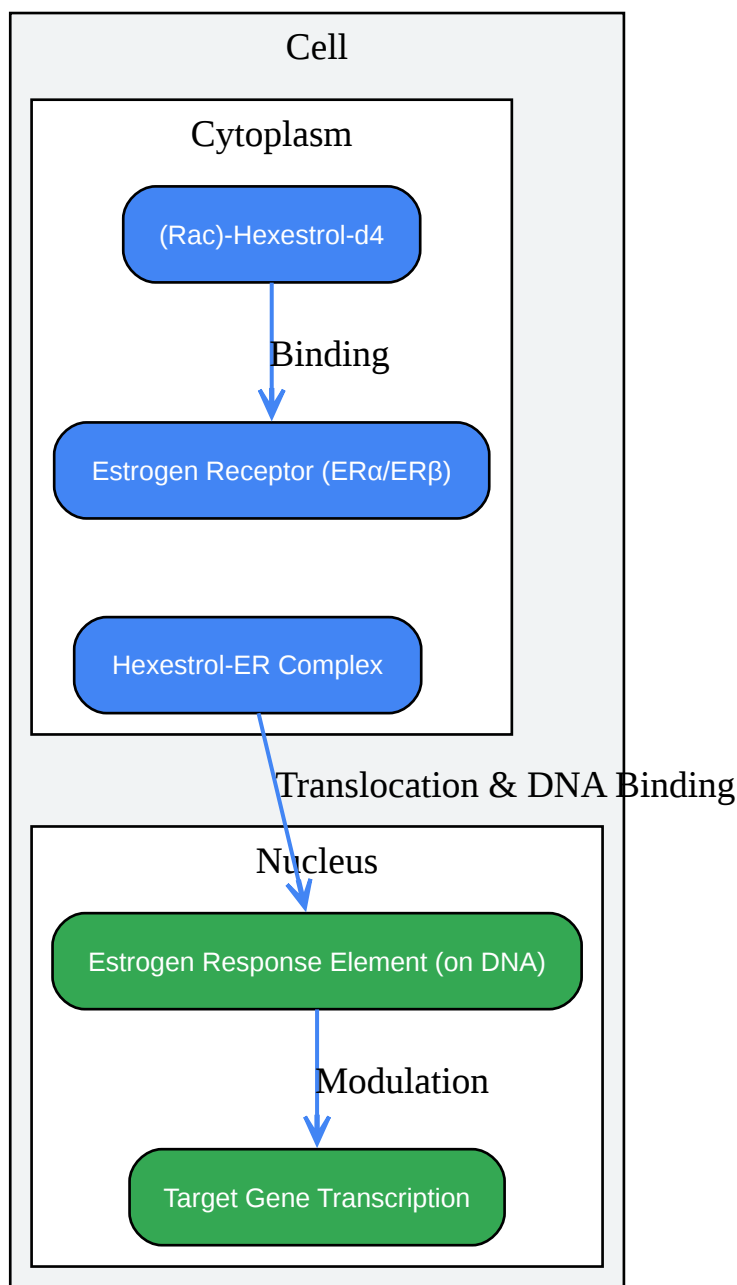 Cell
Cytoplasm
(Rac)-Hexestrol-d4
Binding
Estrogen Receptor (ERα/ERβ)
Hexestrol-ER Complex
Translocation & DNA Binding
Nucleus
Estrogen Response Element (on DNA)
Modulation
Target Gene Transcription